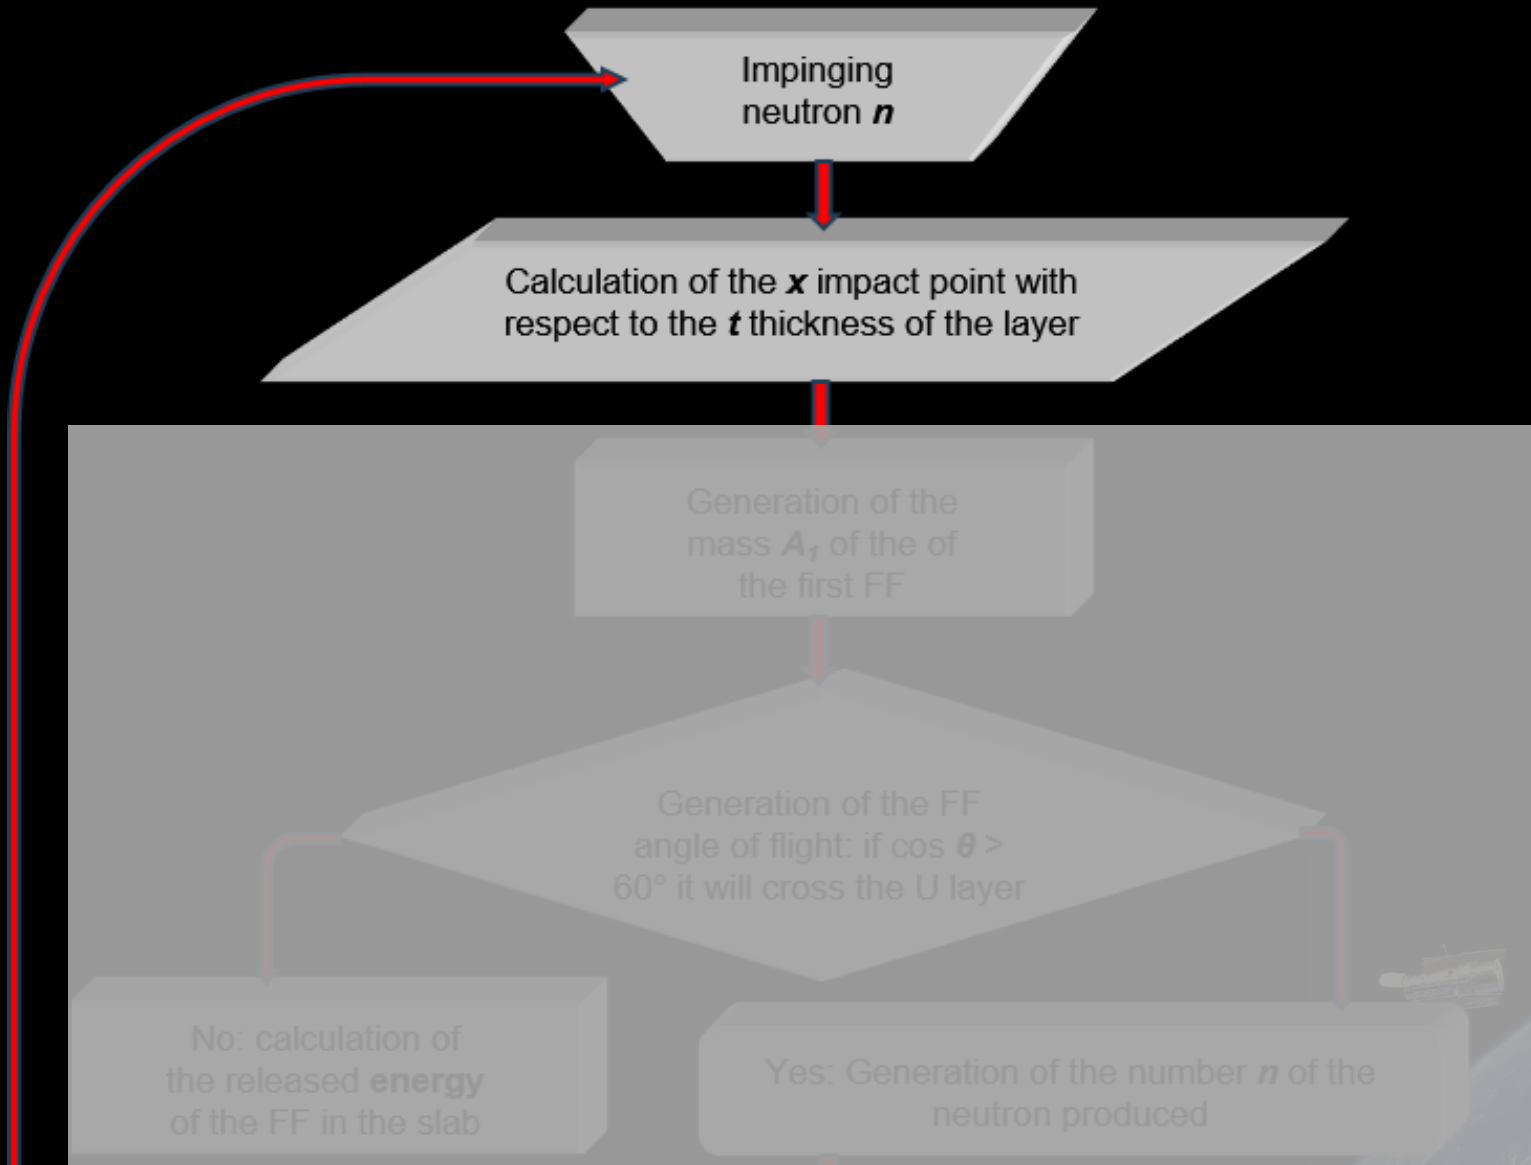 Impinging
neutron n
Calculation of the x impact point with
respect to the t thickness of the layer
Generation of the
mass A₁ of the of
the first FF
Generation of the FF
angle of flight: if cos θ >
60° it will cross the U layer
No: calculation of
the released energy
of the FF in the slab
Yes: Generation of the number n of the
neutron produced